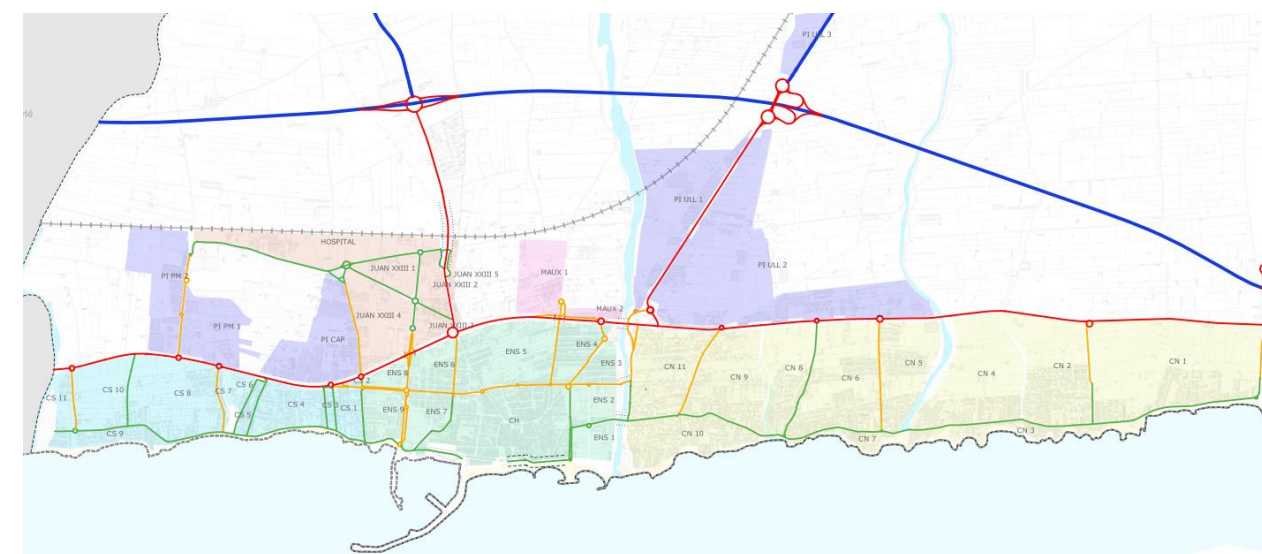 PI ULL 3
rló
PI ULL 1
HOSPITAL
JUAN XXIII 1
JUAN XXIII 5
JUAN XXIII 2
MAUX 1
PI ULL 2
PI PM 2
JUAN XXIII 4
MAUX 2
PI PM 1
JUAN XXIII 3
PI CAP
ENS 4
ENS 5
ENS 8
ENS 6
ENS 3
CN 11
CN 9
CN 8
CN 6
CN 5
CN 4
CN 2
CN 1
CS 10
CS 11
CS 8
CS 7
CS 6
CS 5
CS 4
CS 3
CS 2
CS 1
ENS 9
ENS 7
CH
ENS 2
CS 9
ENS 1
CN 10
CN 7
CN 3